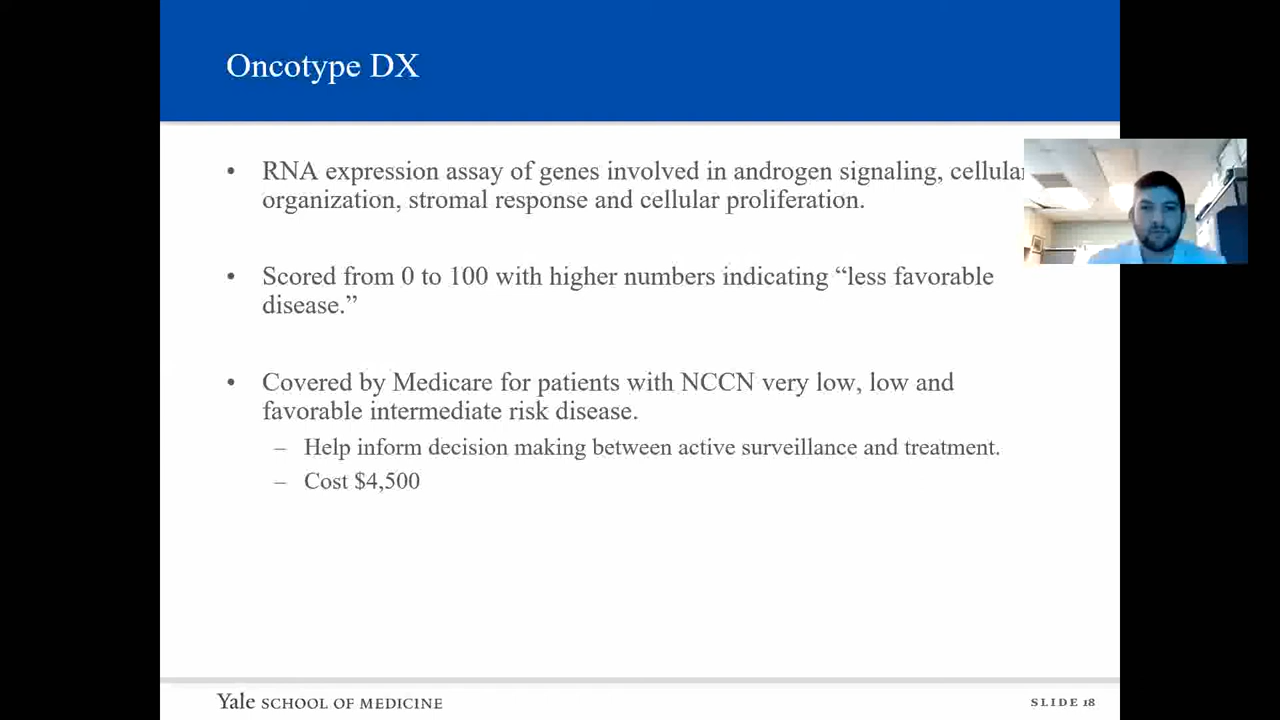 Oncotype DX
• RNA expression assay of genes involved in androgen signaling, cellular
organization, stromal response and cellular proliferation.
• Scored from 0 to 100 with higher numbers indicating “less favorable
disease.”
• Covered by Medicare for patients with NCCN very low, low and
favorable intermediate risk disease.
– Help inform decision making between active surveillance and treatment.
– Cost $4,500
Yale SCHOOL OF MEDICINE
SLIDE 18